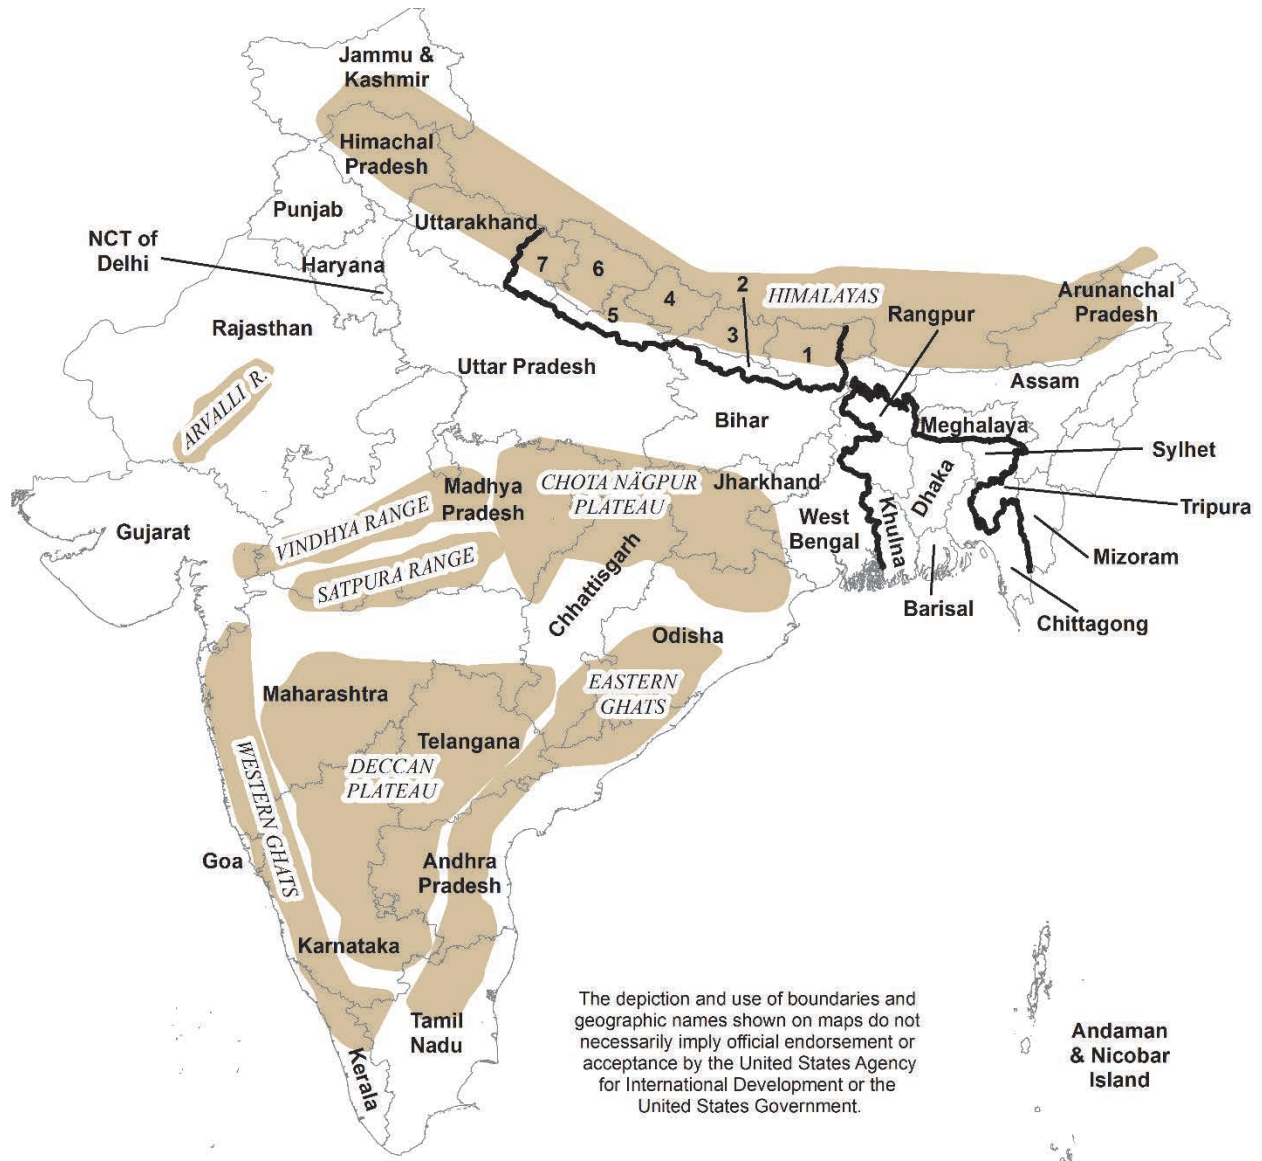 Jammu &
Kashmir
Himachal
Pradesh
Punjab
Uttarakhand
NCT of
Delhi
Haryana
7
6
4
5
2
3
1
HIMALAYAS
Rangpur
Arunanchal
Pradesh
Rajasthan
Uttar Pradesh
Assam
ARVALLI R.
Bihar
Meghalaya
Sylhet
Gujarat
VINDHYA RANGE
Madhya
Pradesh
CHOTA NÄGPUR
PLATEAU
Jharkhand
Dhaka
Khulna
Tripura
West
Bengal
SATPURA RANGE
Chhattisgarh
Mizoram
Barisal
Chittagong
Odisha
EASTERN
GHATS
Maharashtra
Telangana
DECCAN
PLATEAU
WESTERN GHATS
Goa
Andhra
Pradesh
Karnataka
Tamil
Nadu
Kerala
The depiction and use of boundaries and
geographic names shown on maps do not
necessarily imply official endorsement or
acceptance by the United States Agency
for International Development or the
United States Government.
Andaman
& Nicobar
Island